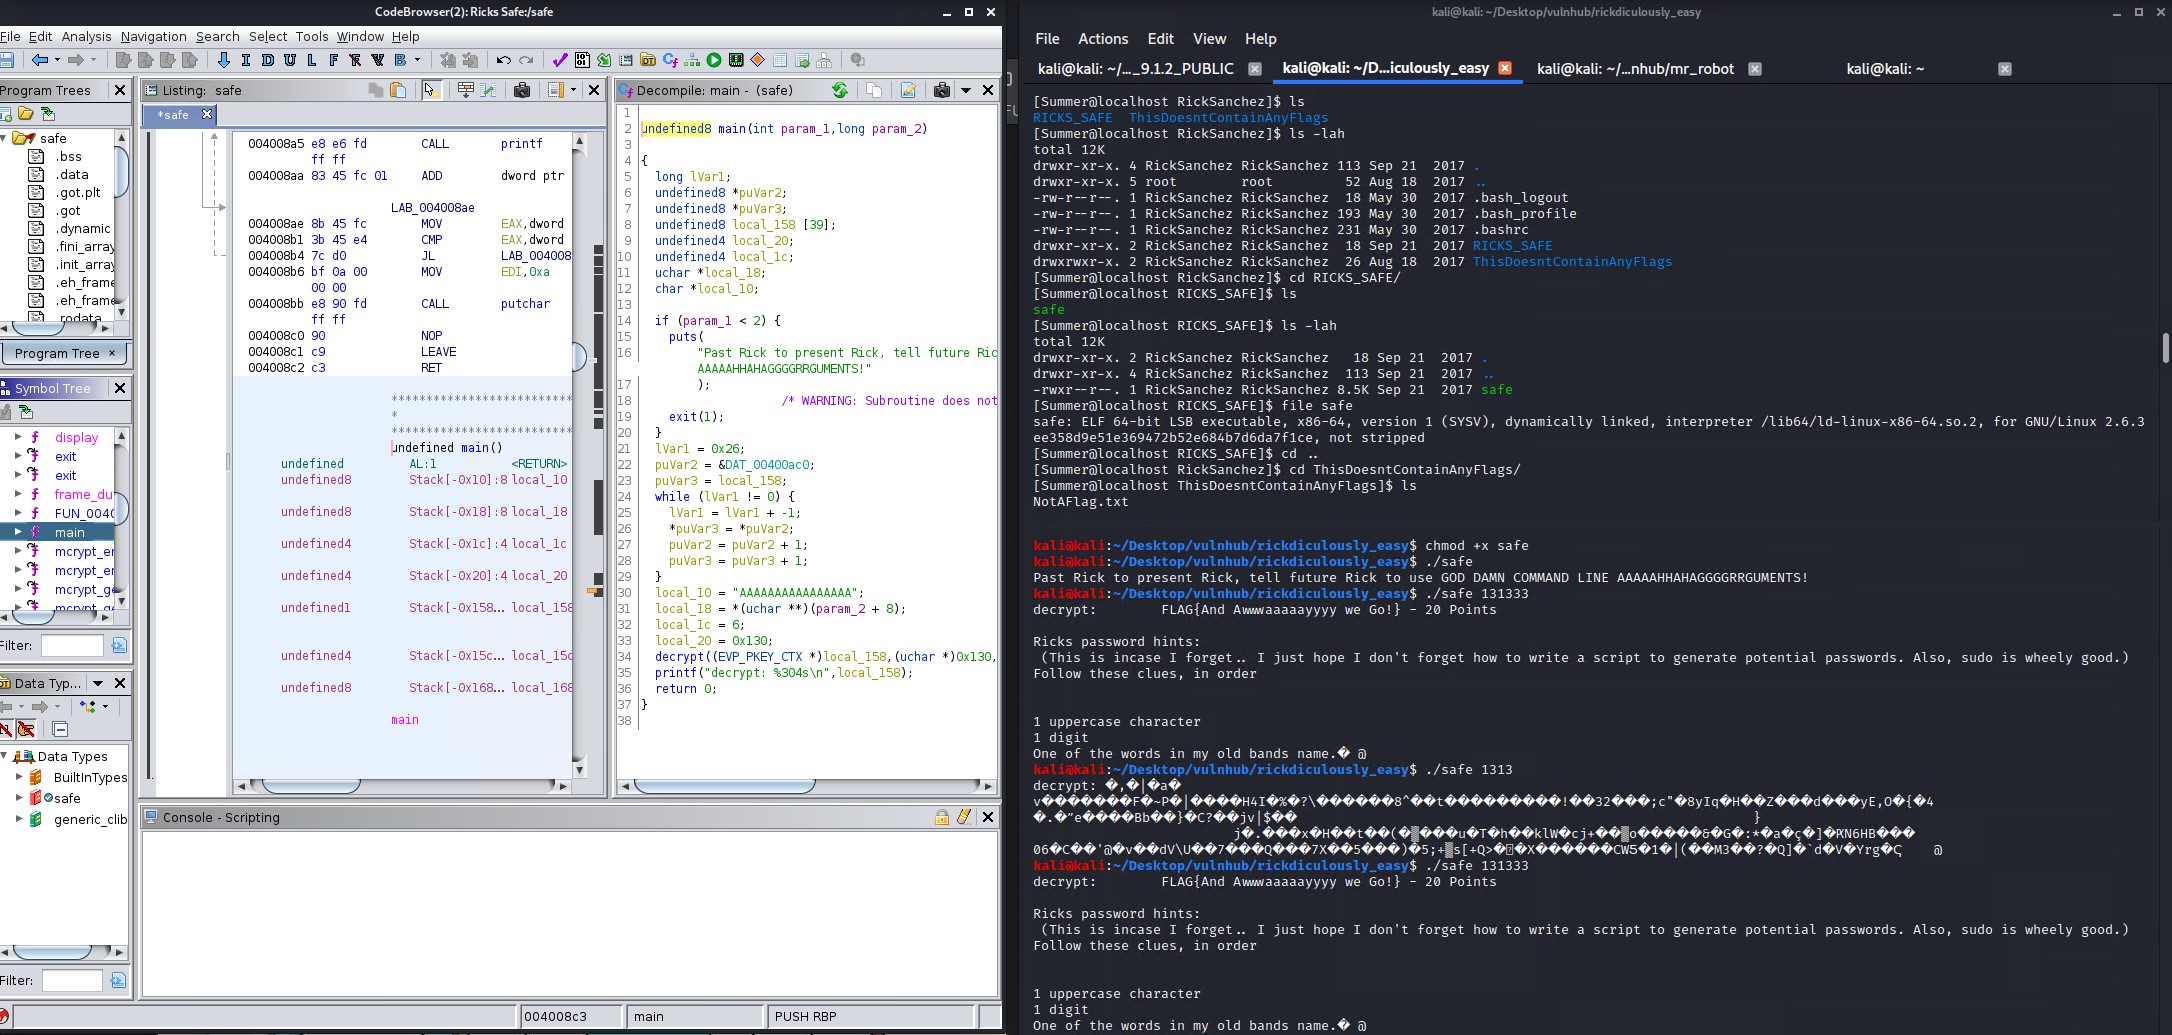 CodeBrowser(2): Ricks Safe:/safe
File Edit Analysis Navigation Search Select Tools Window Help
I D U L F B
Program Trees
safe
.bss
.data
.got.plt
.got
.dynamic
.fini_array
.init_array
.eh_frame
.eh_frame
.rodata
Program Tree
Symbol Tree
display
exit
exit
frame_du
FUN_0040
main
mcrypt_en
mcrypt_en
mcrypt_ge
mcrypt_ge
Filter:
Data Typ...
Data Types
BuiltInTypes
safe
generic_clib
Filter:
Listing: safe
*safe
004008a5 e8 e6 fd CALL printf
ff ff
004008aa 83 45 fc 01 ADD dword ptr
LAB_004008ae
004008ae 8b 45 fc MOV EAX,dword
004008b1 3b 45 e4 CMP EAX,dword
004008b4 7c d0 JL LAB_004008
004008b6 bf 0a 00 MOV EDI,0xa
00 00
004008bb e8 90 fd CALL putchar
ff ff
004008c0 90 NOP
004008c1 c9 LEAVE
004008c2 c3 RET
**************************
*
**************************
undefined main()
undefined AL:1 <RETURN>
undefined8 Stack[-0x10]:8 local_10
undefined8 Stack[-0x18]:8 local_18
undefined4 Stack[-0x1c]:4 local_1c
undefined4 Stack[-0x20]:4 local_20
undefined1 Stack[-0x158... local_158
undefined4 Stack[-0x15c... local_15c
undefined8 Stack[-0x168... local_168
main
Decompile: main - (safe)
1
2 undefined8 main(int param_1,long param_2)
3
4 {
5 long lVar1;
6 undefined8 *puVar2;
7 undefined8 *puVar3;
8 undefined8 local_158 [39];
9 undefined4 local_20;
10 undefined4 local_1c;
11 uchar *local_18;
12 char *local_10;
13
14 if (param_1 < 2) {
15 puts(
16 "Past Rick to present Rick, tell future Ric
AAAAAHHAHAGGGGRRGUMENTS!"
17 );
18 /* WARNING: Subroutine does not
19 exit(1);
20 }
21 lVar1 = 0x26;
22 puVar2 = &DAT_00400ac0;
23 puVar3 = local_158;
24 while (lVar1 != 0) {
25 lVar1 = lVar1 + -1;
26 *puVar3 = *puVar2;
27 puVar2 = puVar2 + 1;
28 puVar3 = puVar3 + 1;
29 }
30 local_10 = "AAAAAAAAAAAAAAAA";
31 local_18 = *(uchar **)(param_2 + 8);
32 local_1c = 6;
33 local_20 = 0x130;
34 decrypt((EVP_PKEY_CTX *)local_158,(uchar *)0x130,
35 printf("decrypt: %304s\n",local_158);
36 return 0;
37 }
38
Console - Scripting
004008c3 main PUSH RBP
kali@kali: ~/Desktop/vulnhub/rickdiculously_easy
File Actions Edit View Help
kali@kali: ~/..._9.1.2_PUBLIC kali@kali: ~/D...iculously_easy kali@kali: ~/...nhub/mr_robot kali@kali: ~
[Summer@localhost RickSanchez]$ ls
RICKS_SAFE ThisDoesntContainAnyFlags
[Summer@localhost RickSanchez]$ ls -lah
total 12K
drwxr-xr-x. 4 RickSanchez RickSanchez 113 Sep 21 2017 .
drwxr-xr-x. 5 root root 52 Aug 18 2017 ..
-rw-r--r--. 1 RickSanchez RickSanchez 18 May 30 2017 .bash_logout
-rw-r--r--. 1 RickSanchez RickSanchez 193 May 30 2017 .bash_profile
-rw-r--r--. 1 RickSanchez RickSanchez 231 May 30 2017 .bashrc
drwxr-xr-x. 2 RickSanchez RickSanchez 18 Sep 21 2017 RICKS_SAFE
drwxrwxr-x. 2 RickSanchez RickSanchez 26 Aug 18 2017 ThisDoesntContainAnyFlags
[Summer@localhost RickSanchez]$ cd RICKS_SAFE/
[Summer@localhost RICKS_SAFE]$ ls
safe
[Summer@localhost RICKS_SAFE]$ ls -lah
total 12K
drwxr-xr-x. 2 RickSanchez RickSanchez 18 Sep 21 2017 .
drwxr-xr-x. 4 RickSanchez RickSanchez 113 Sep 21 2017 ..
-rwxr--r--. 1 RickSanchez RickSanchez 8.5K Sep 21 2017 safe
[Summer@localhost RICKS_SAFE]$ file safe
safe: ELF 64-bit LSB executable, x86-64, version 1 (SYSV), dynamically linked, interpreter /lib64/ld-linux-x86-64.so.2, for GNU/Linux 2.6.3
ee358d9e51e369472b52e684b7d6da7f1ce, not stripped
[Summer@localhost RICKS_SAFE]$ cd ..
[Summer@localhost RickSanchez]$ cd ThisDoesntContainAnyFlags/
[Summer@localhost ThisDoesntContainAnyFlags]$ ls
NotAFlag.txt
kali@kali:~/Desktop/vulnhub/rickdiculously_easy$ chmod +x safe
kali@kali:~/Desktop/vulnhub/rickdiculously_easy$ ./safe
Past Rick to present Rick, tell future Rick to use GOD DAMN COMMAND LINE AAAAAHHAHAGGGGRRGUMENTS!
kali@kali:~/Desktop/vulnhub/rickdiculously_easy$ ./safe 131333
decrypt: FLAG{And Awwwaaaaayyyy we Go!} - 20 Points
Ricks password hints:
(This is incase I forget.. I just hope I don't forget how to write a script to generate potential passwords. Also, sudo is wheely good.)
Follow these clues, in order
1 uppercase character
1 digit
One of the words in my old bands name.� @
kali@kali:~/Desktop/vulnhub/rickdiculously_easy$ ./safe 1313
decrypt:
kali@kali:~/Desktop/vulnhub/rickdiculously_easy$ ./safe 131333
decrypt: FLAG{And Awwwaaaaayyyy we Go!} - 20 Points
Ricks password hints:
(This is incase I forget.. I just hope I don't forget how to write a script to generate potential passwords. Also, sudo is wheely good.)
Follow these clues, in order
1 uppercase character
1 digit
One of the words in my old bands name.� @